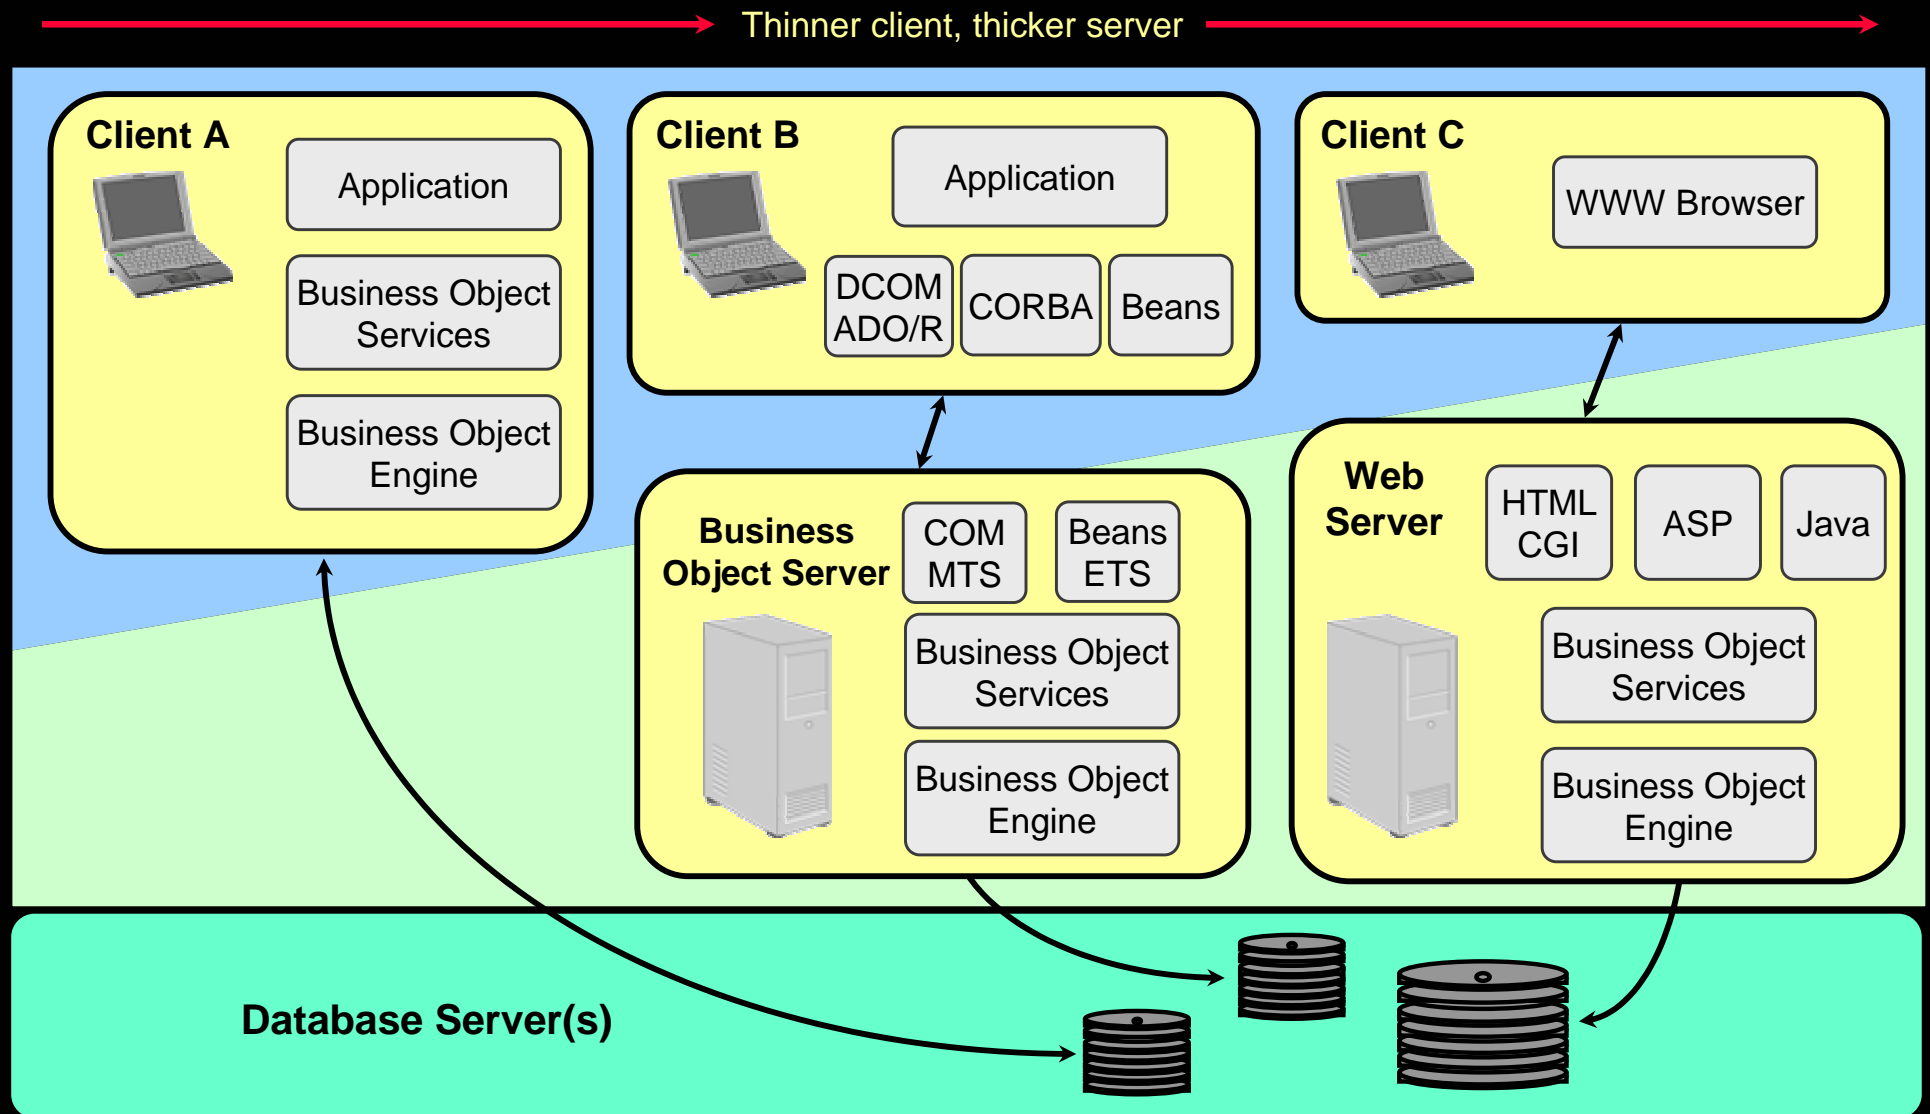 Thinner client, thicker server
Client A
Application
Business Object
Services
Business Object
Engine
Client B
Application
DCOM
ADO/R
CORBA
Beans
Client C
WWW Browser
Business
Object Server
COM
MTS
Beans
ETS
Business Object
Services
Business Object
Engine
Web
Server
HTML
CGI
ASP
Java
Business Object
Services
Business Object
Engine
Database Server(s)